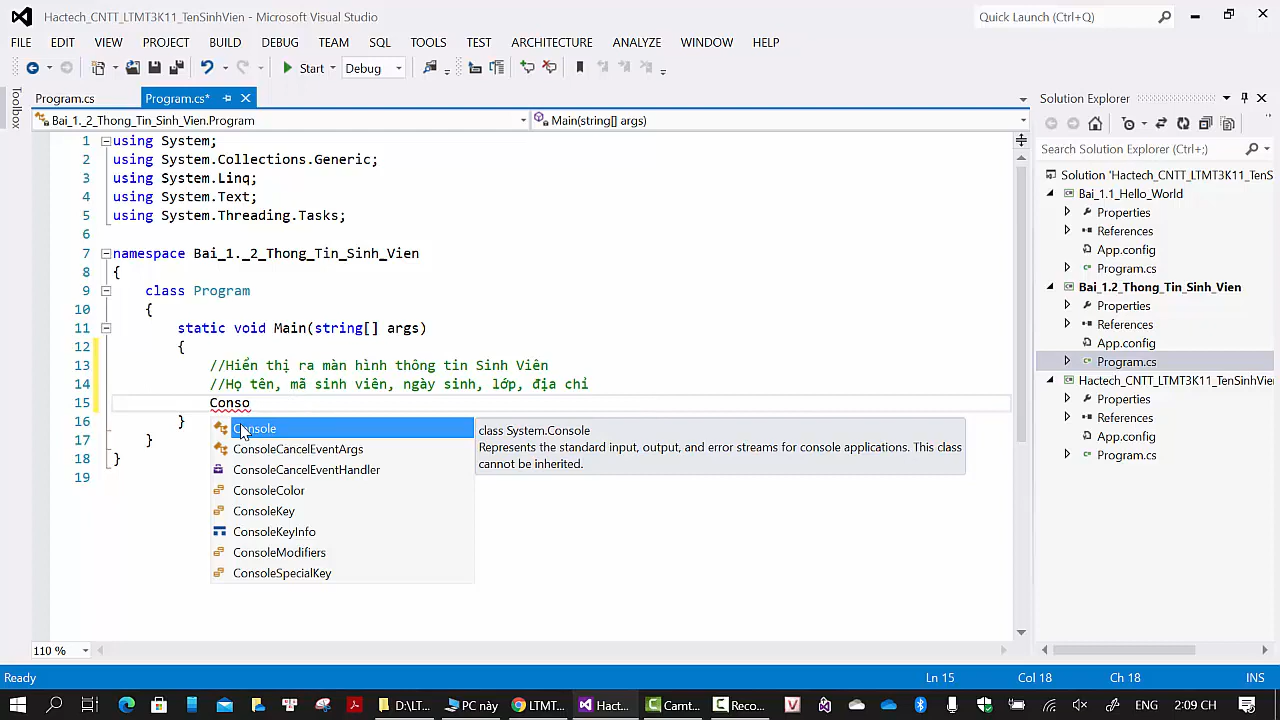 Hactech_CNTT_LTMT3K11_TenSinhVien - Microsoft Visual Studio
Quick Launch (Ctrl+Q)
FILE EDIT VIEW PROJECT BUILD DEBUG TEAM SQL TOOLS TEST ARCHITECTURE ANALYZE WINDOW HELP
Start Debug
Toolbox
Program.cs Program.cs*
Bai_1._2_Thong_Tin_Sinh_Vien.Program Main(string[] args)
1 using System;
2 using System.Collections.Generic;
3 using System.Linq;
4 using System.Text;
5 using System.Threading.Tasks;
6
7 namespace Bai_1._2_Thong_Tin_Sinh_Vien
8 {
9 class Program
10 {
11 static void Main(string[] args)
12 {
13 //Hiển thị ra màn hình thông tin Sinh Viên
14 //Họ tên, mã sinh viên, ngày sinh, lớp, địa chỉ
15 Conso
16 }
17 }
18 }
19
Console
ConsoleCancelEventArgs
ConsoleCancelEventHandler
ConsoleColor
ConsoleKey
ConsoleKeyInfo
ConsoleModifiers
ConsoleSpecialKey
class System.Console
Represents the standard input, output, and error streams for console applications. This class
cannot be inherited.
Solution Explorer
Search Solution Explorer (Ctrl+;)
Solution 'Hactech_CNTT_LTMT3K11_TenS
Bai_1.1_Hello_World
Properties
References
App.config
Program.cs
Bai_1.2_Thong_Tin_Sinh_Vien
Properties
References
App.config
Program.cs
Hactech_CNTT_LTMT3K11_TenSinhVie
Properties
References
App.config
Program.cs
110 %
Ready Ln 15 Col 18 Ch 18 INS
D:\LT... PC này LTMT... Hact... Camt... Reco... ENG 2:09 CH